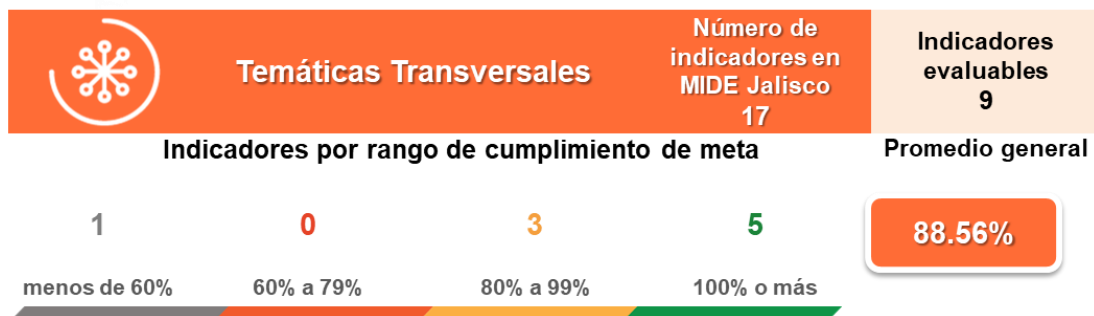 Temáticas Transversales
Número de
indicadores en
MIDE Jalisco
17
Indicadores
evaluables
9
Indicadores por rango de cumplimiento de meta
Promedio general
1
0
3
5
88.56%
menos de 60%
60% a 79%
80% a 99%
100% o más